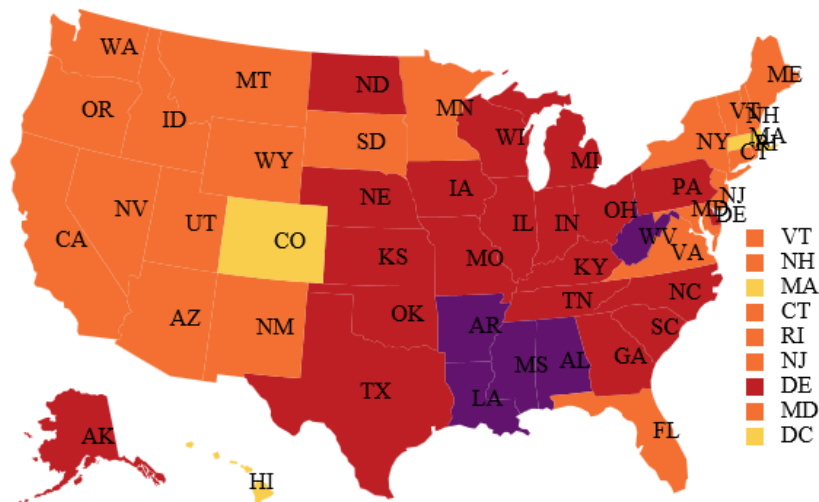 WA
ME
MT
ND
VT
MN
OR
NH
ID
MA
WI
SD
NY
RI
CT
WY
MI
PA
IA
NE
NJ
NV
MD
OH
DE
UT
IL
IN
CO
WV
VT
CA
VA
KS
MO
NH
KY
MA
NC
TN
CT
OK
AZ
SC
NM
AR
RI
GA
MS
AL
NJ
DE
TX
LA
MD
FL
AK
DC
HI